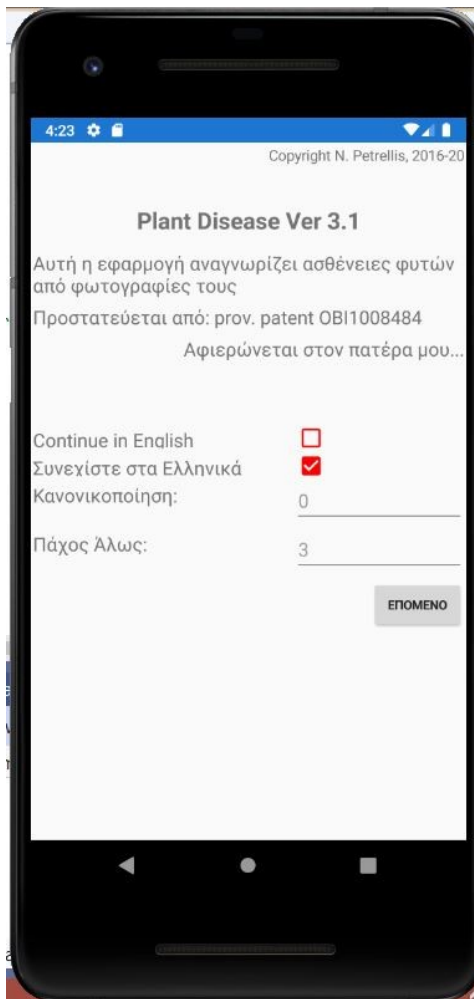 4:23
Copyright N. Petrellis, 2016-20
Plant Disease Ver 3.1
Αυτή η εφαρμογή αναγνωρίζει ασθένειες φυτών
από φωτογραφίες τους
Προστατεύεται από: prov. patent OBI1008484
Αφιερώνεται στον πατέρα μου...
Continue in English
Συνεχίστε στα Ελληνικά
Κανονικοποίηση:
0
Πάχος Άλως:
3
ΕΠΟΜΕΝΟ